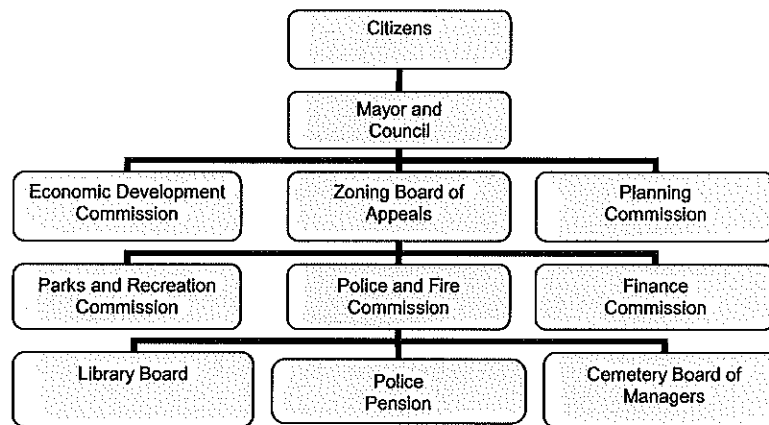 Citizens
Mayor and
Council
Economic Development
Commission
Zoning Board of
Appeals
Planning
Commission
Parks and Recreation
Commission
Police and Fire
Commission
Finance
Commission
Library Board
Police
Pension
Cemetery Board of
Managers